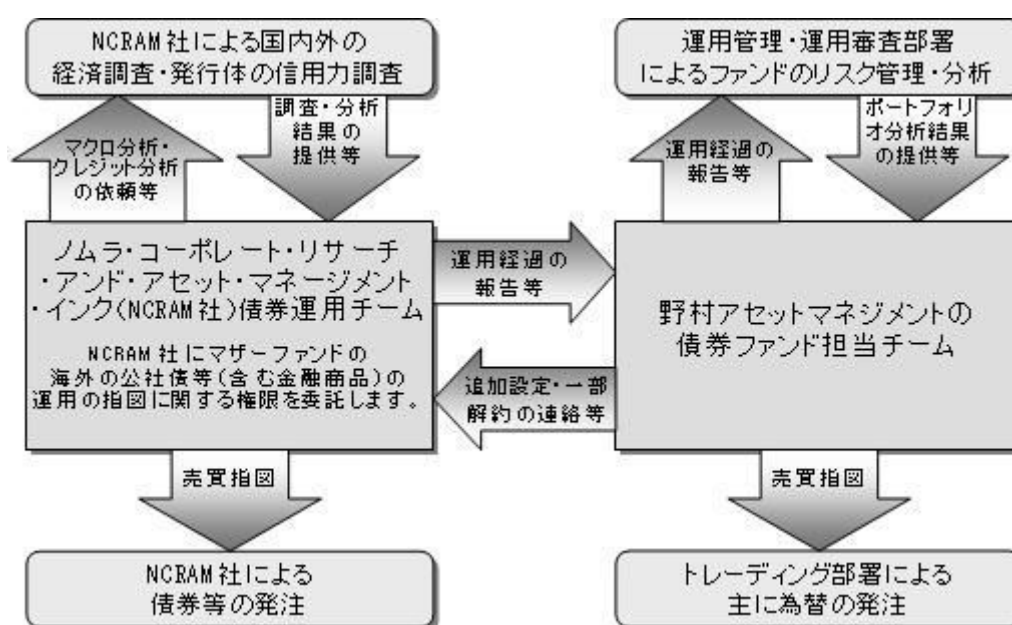 NCRAM社による国内外の
経済調査・発行体の信用力調査
運用管理・運用審査部署
によるファンドのリスク管理・分析
マクロ分析・
クレジット分析
の依頼等
調査・分析
結果の
提供等
運用経過の
報告等
ポートフォリ
オ分析結果
の提供等
ノムラ・コーポレート・リサーチ
・アンド・アセット・マネージメント
・インク(NCRAM社)債券運用チーム
NCRAM社にマザーファンドの
海外の公社債等(含む金融商品)の
運用の指図に関する権限を委託します。
運用経過の
報告等
追加設定・一部
解約の連絡等
野村アセットマネジメントの
債券ファンド担当チーム
売買指図
売買指図
NCRAM社による
債券等の発注
トレーディング部署による
主に為替の発注